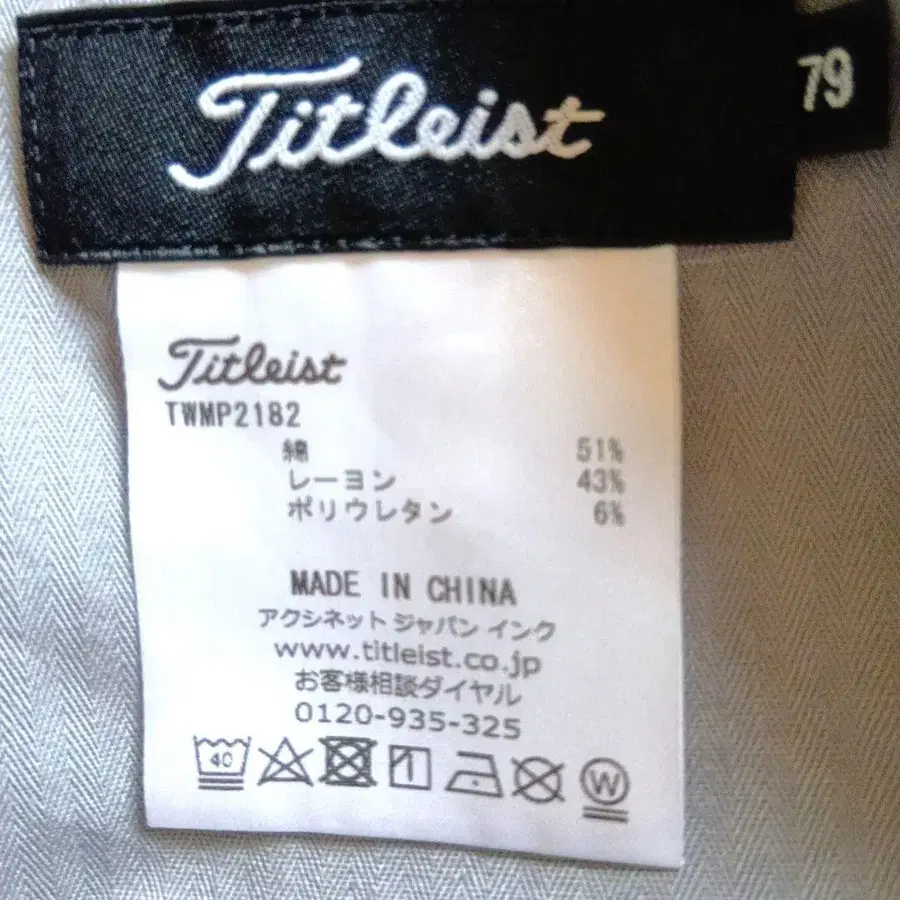 Titleist
79
Titleist
TWMP2182
綿 51%
レーヨン 43%
ポリウレタン 6%
MADE IN CHINA
アクシネット ジャパン インク
www.titleist.co.jp
お客様相談ダイヤル
0120-935-325
40
W